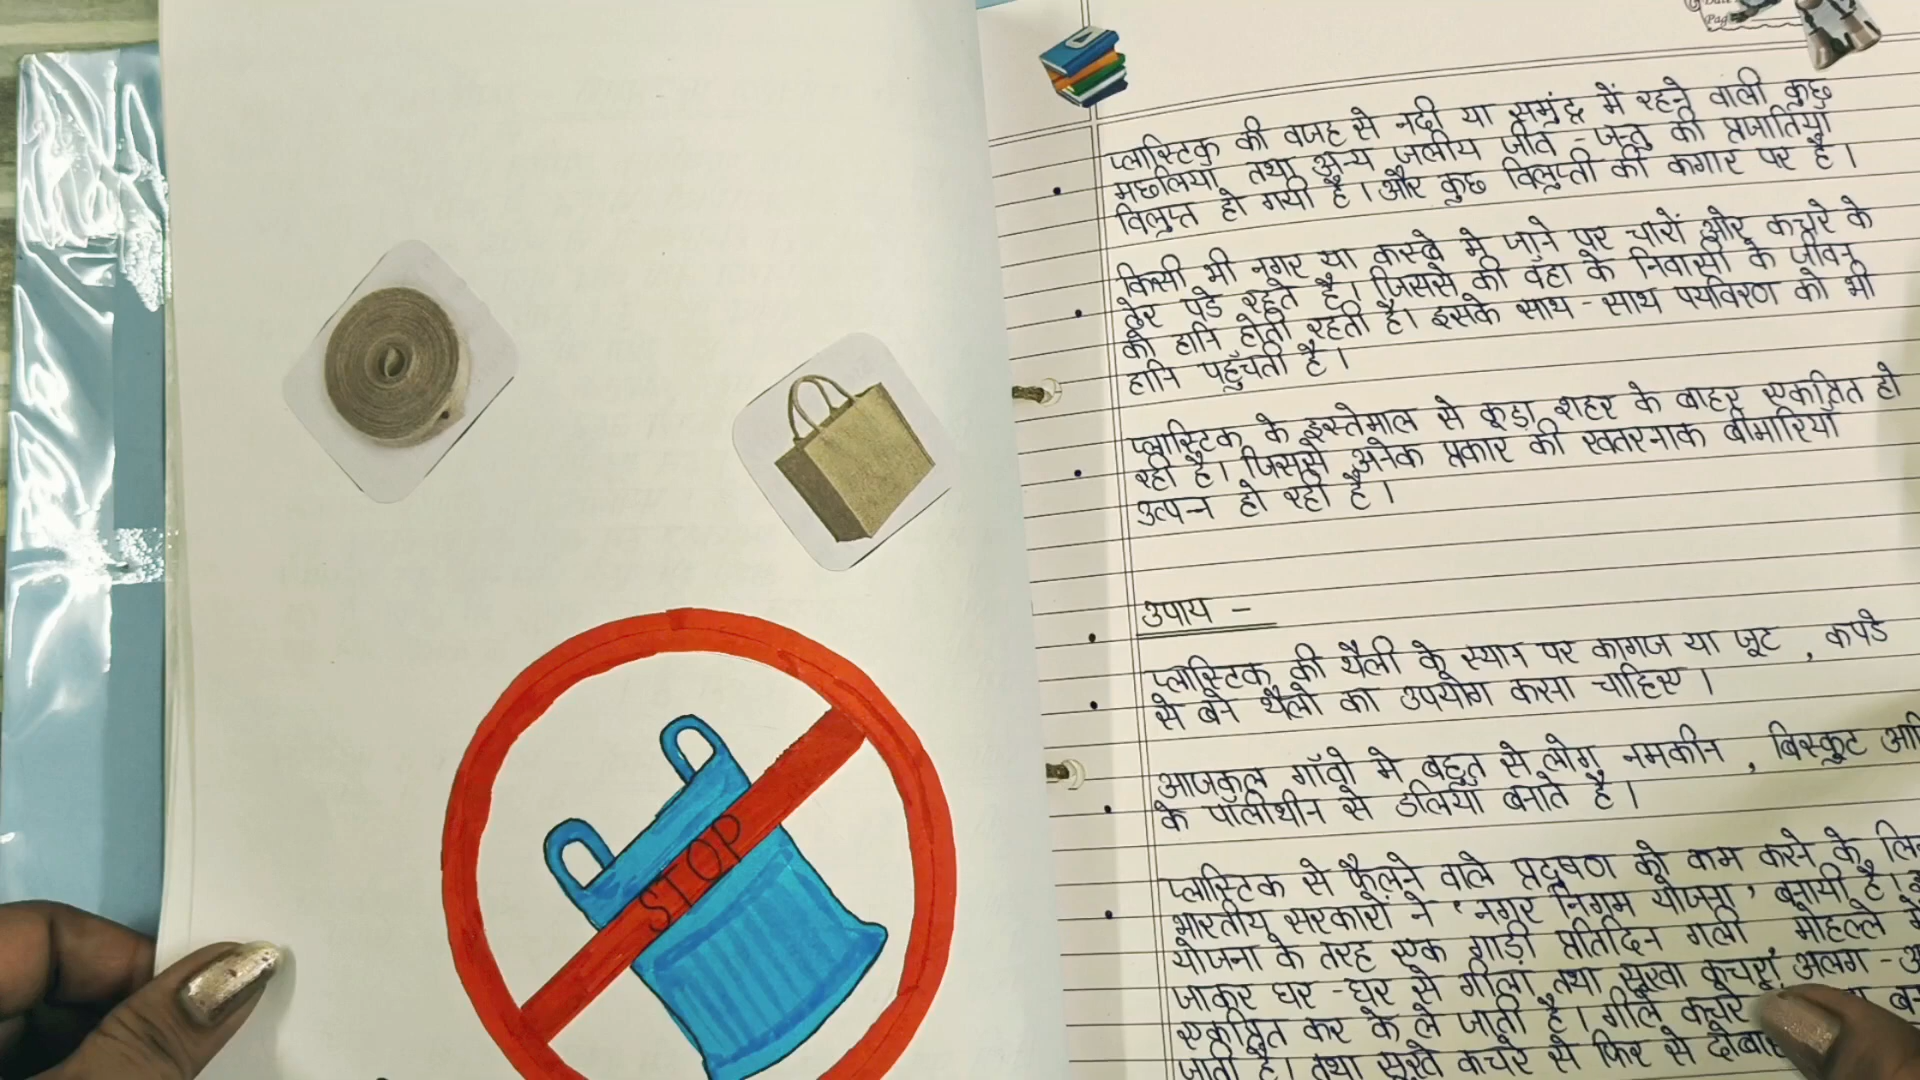 STOP
Pag
प्लास्टिक की वजह से नदी या समुंद्र में रहने वाली कुछ
मछलियाँ तथा अन्य जलीय जीव - जन्तु की प्रजातियाँ
विलुप्त हो गयी है। और कुछ विलुप्ती की कगार पर है।
किसी भी नगर या कस्बे मे जाने पर चारों ओर कचरे के
ढेर पडे रहते है। जिससे की वहा के निवासी के जीवन
को हानि होती रहती है। इसके साथ - साथ पर्यावरण को भी
हानि पहुँचती है।
प्लास्टिक के इस्तेमाल से कूड़ा शहर के बाहर एकत्रित हो
रही है। जिससे अनेक प्रकार की खतरनाक बीमारियाँ
उत्पन्न हो रही है।
उपाय -
प्लास्टिक की थैली के स्थान पर कागज या जूट , कपडे
से बने थैलो का उपयोग करना चाहिए।
आजकल गॉवो मे बहुत से लोग नमकीन , बिस्कुट
के पॉलीथीन से डलिया बनाते है।
प्लास्टिक से फैलने वाले प्रदूषण को कम करने के
भारतीय सरकारों ने 'नगर निगम योजना' बनायी है।
योजना के तरह एक गाड़ी प्रतिदिन गली मोहल्ले
जाकर घर - घर से गीला तथा सूखा कचरा अलग -
एकत्रित कर के ले जाती है। गीले कचरे
जाती है। तथा सूखे कचरे से फिर से